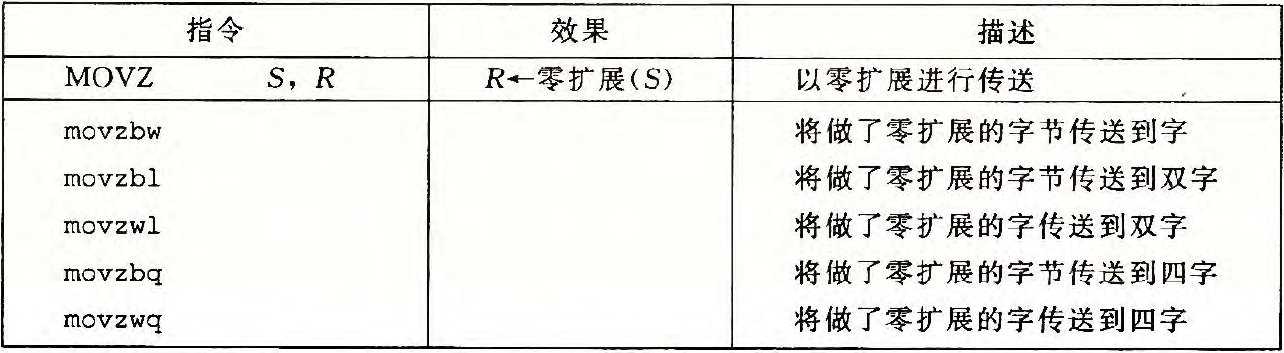 指令 效果 描述
MOVZ S, R R←零扩展(S) 以零扩展进行传送
movzbw 将做了零扩展的字节传送到字
movzbl 将做了零扩展的字节传送到双字
movzwl 将做了零扩展的字传送到双字
movzbq 将做了零扩展的字节传送到四字
movzwq 将做了零扩展的字传送到四字